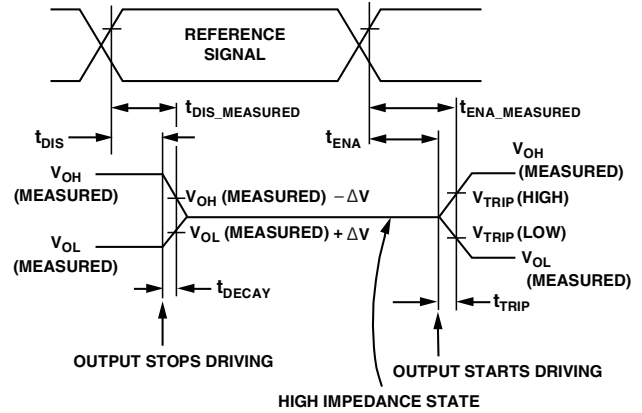 REFERENCE
SIGNAL
tDIS_MEASURED
tENA_MEASURED
tDIS
tENA
VOH
(MEASURED)
VOH (MEASURED) − ΔV
VOH
(MEASURED)
VTRIP (HIGH)
VOL
(MEASURED)
VOL (MEASURED) + ΔV
VTRIP (LOW)
VOL
(MEASURED)
tDECAY
tTRIP
OUTPUT STOPS DRIVING
OUTPUT STARTS DRIVING
HIGH IMPEDANCE STATE